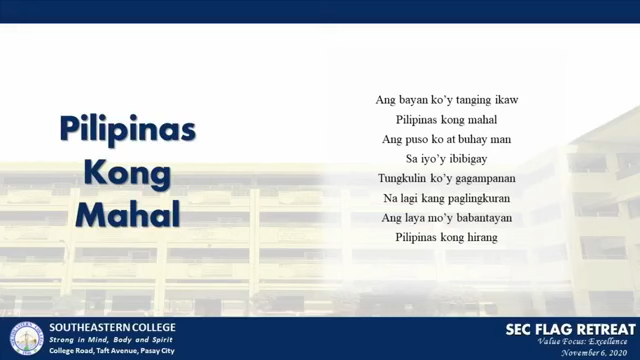 Pilipinas
Kong
Mahal
Ang bayan ko'y tanging ikaw
Pilipinas kong mahal
Ang puso ko at buhay man
Sa iyo'y ibibigay
Tungkulin ko'y gagampanan
Na lagi kang paglingkuran
Ang laya mo'y babantayan
Pilipinas kong hirang
SOUTHEASTERN COLLEGE
Strong in Mind, Body and Spirit
College Road, Taft Avenue, Pasay City
SEC FLAG RETREAT
Value Focus: Excellence
November 6, 2020